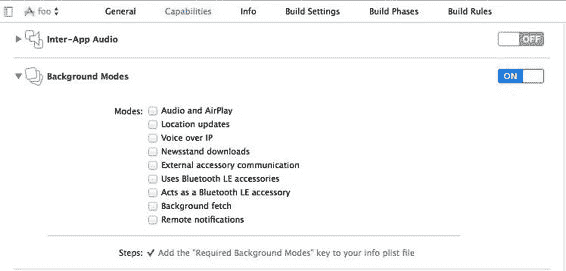 foo General Capabilities Info Build Settings Build Phases Build Rules
Inter-App Audio OFF
Background Modes ON
Modes: Audio and AirPlay
Location updates
Voice over IP
Newsstand downloads
External accessory communication
Uses Bluetooth LE accessories
Acts as a Bluetooth LE accessory
Background fetch
Remote notifications
Steps: ✓ Add the "Required Background Modes" key to your info plist file